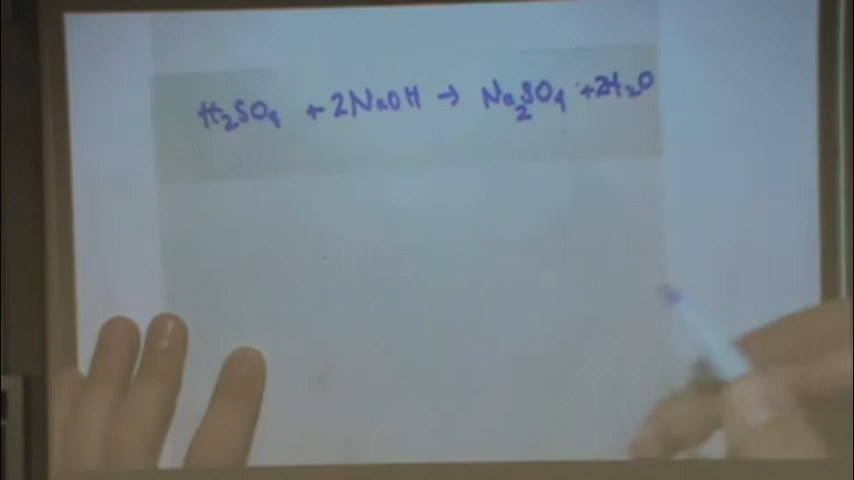 H₂SO₄ + 2NaOH → Na₂SO₄ + 2H₂O